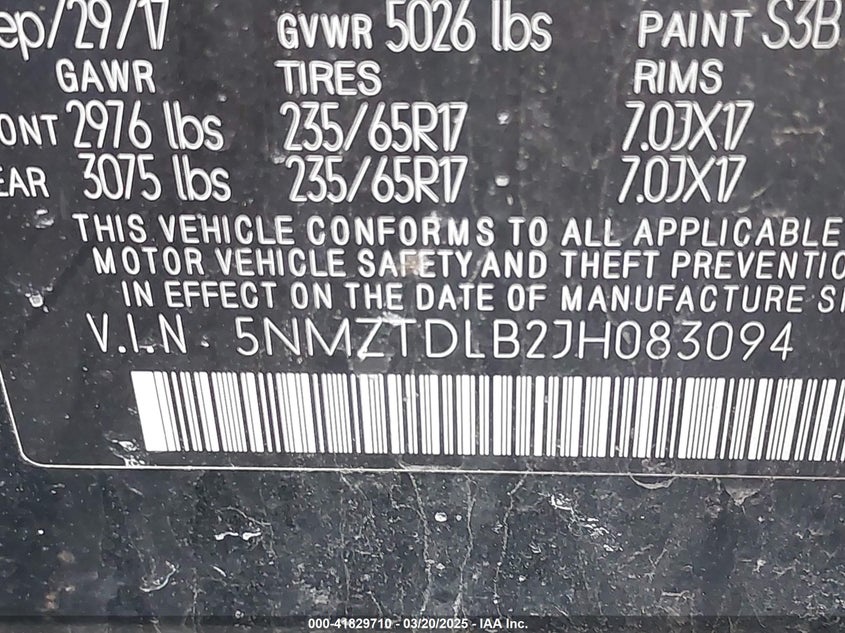 ep/29/17 GVWR 5026 lbs PAINT S3B
GAWR TIRES RIMS
ONT 2976 lbs 235/65R17 7.0JX17
EAR 3075 lbs 235/65R17 7.0JX17
THIS VEHICLE CONFORMS TO ALL APPLICABLE
MOTOR VEHICLE SAFETY AND THEFT PREVENTIO
IN EFFECT ON THE DATE OF MANUFACTURE S
V.I.N 5NMZTDLB2JH083094
000-41829710 — 03/20/2025 — IAA Inc.